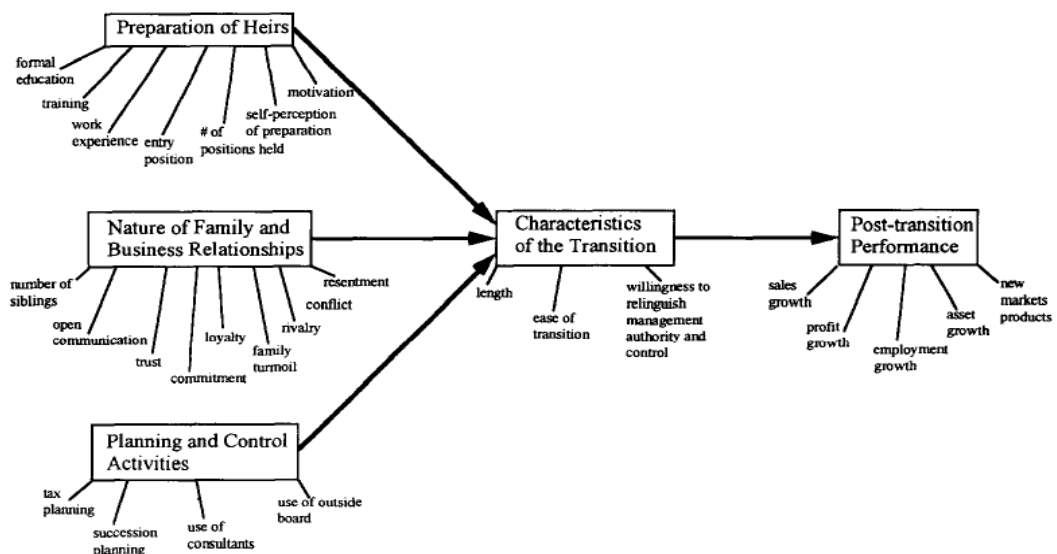 Preparation of Heirs
formal
education
training
work
experience
entry
position
# of
positions held
self-perception
of preparation
motivation
Nature of Family and
Business Relationships
number of
siblings
open
communication
trust
commitment
loyalty
family
turmoil
rivalry
conflict
resentment
Planning and Control
Activities
tax
planning
succession
planning
use of
consultants
use of outside
board
Characteristics
of the Transition
length
ease of
transition
willingness to
relinguish
management
authority and
control
Post-transition
Performance
sales
growth
profit
growth
employment
growth
asset
growth
new
markets
products